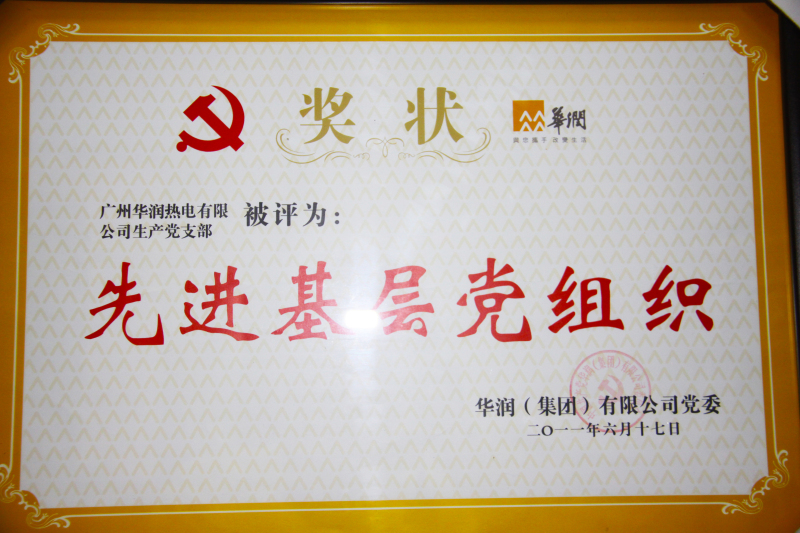 奖 状
華潤
广州华润热电有限
公司生产党支部
被评为：
先进基层党组织
华润（集团）有限公司党委
二〇一一年六月十七日